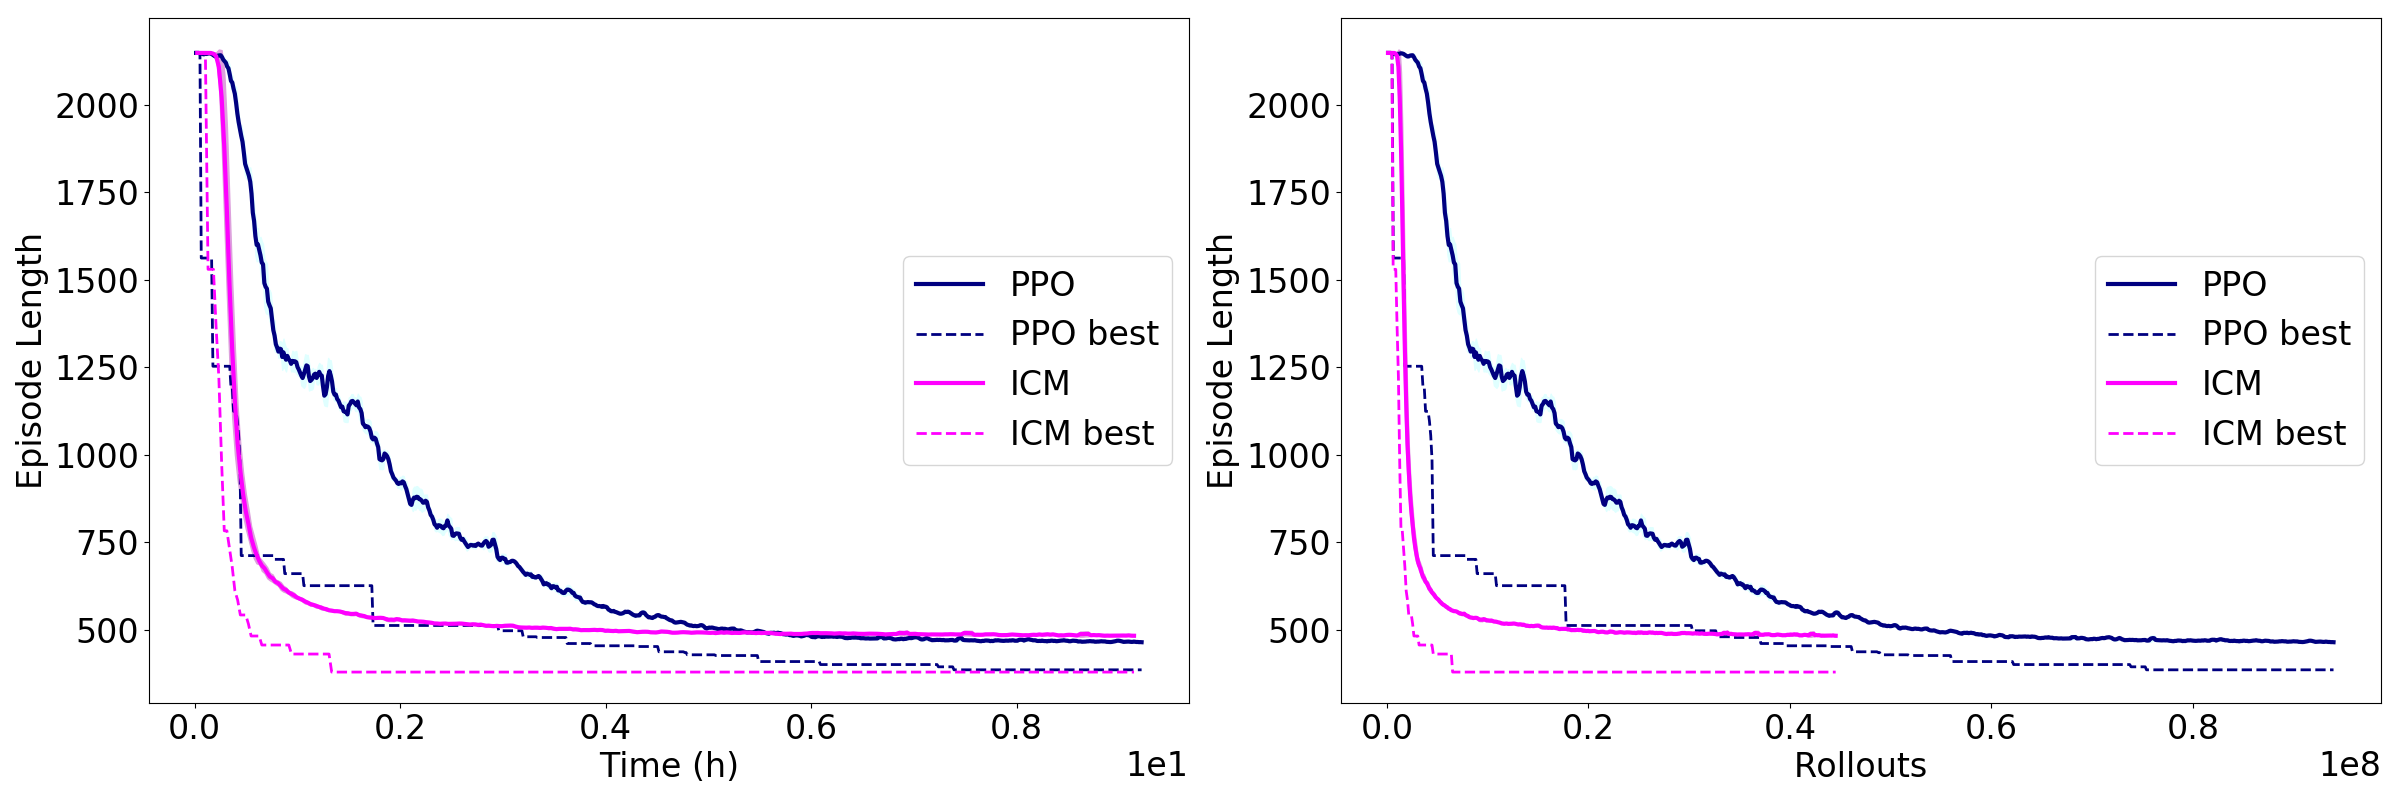 Episode Length
2000
1750
1500
1250
1000
750
500
0.0 0.2 0.4 0.6 0.8
Time (h)
1e1
PPO
PPO best
ICM
ICM best
Episode Length
2000
1750
1500
1250
1000
750
500
0.0 0.2 0.4 0.6 0.8
Rollouts
1e8
PPO
PPO best
ICM
ICM best